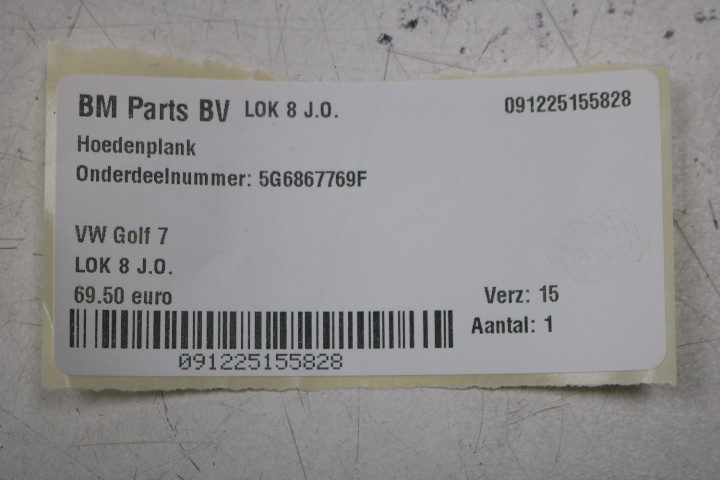 BM Parts BV LOK 8 J.O. 091225155828
Hoedenplank
Onderdeelnummer: 5G6867769F
VW Golf 7
LOK 8 J.O.
69.50 euro Verz: 15
Aantal: 1
091225155828